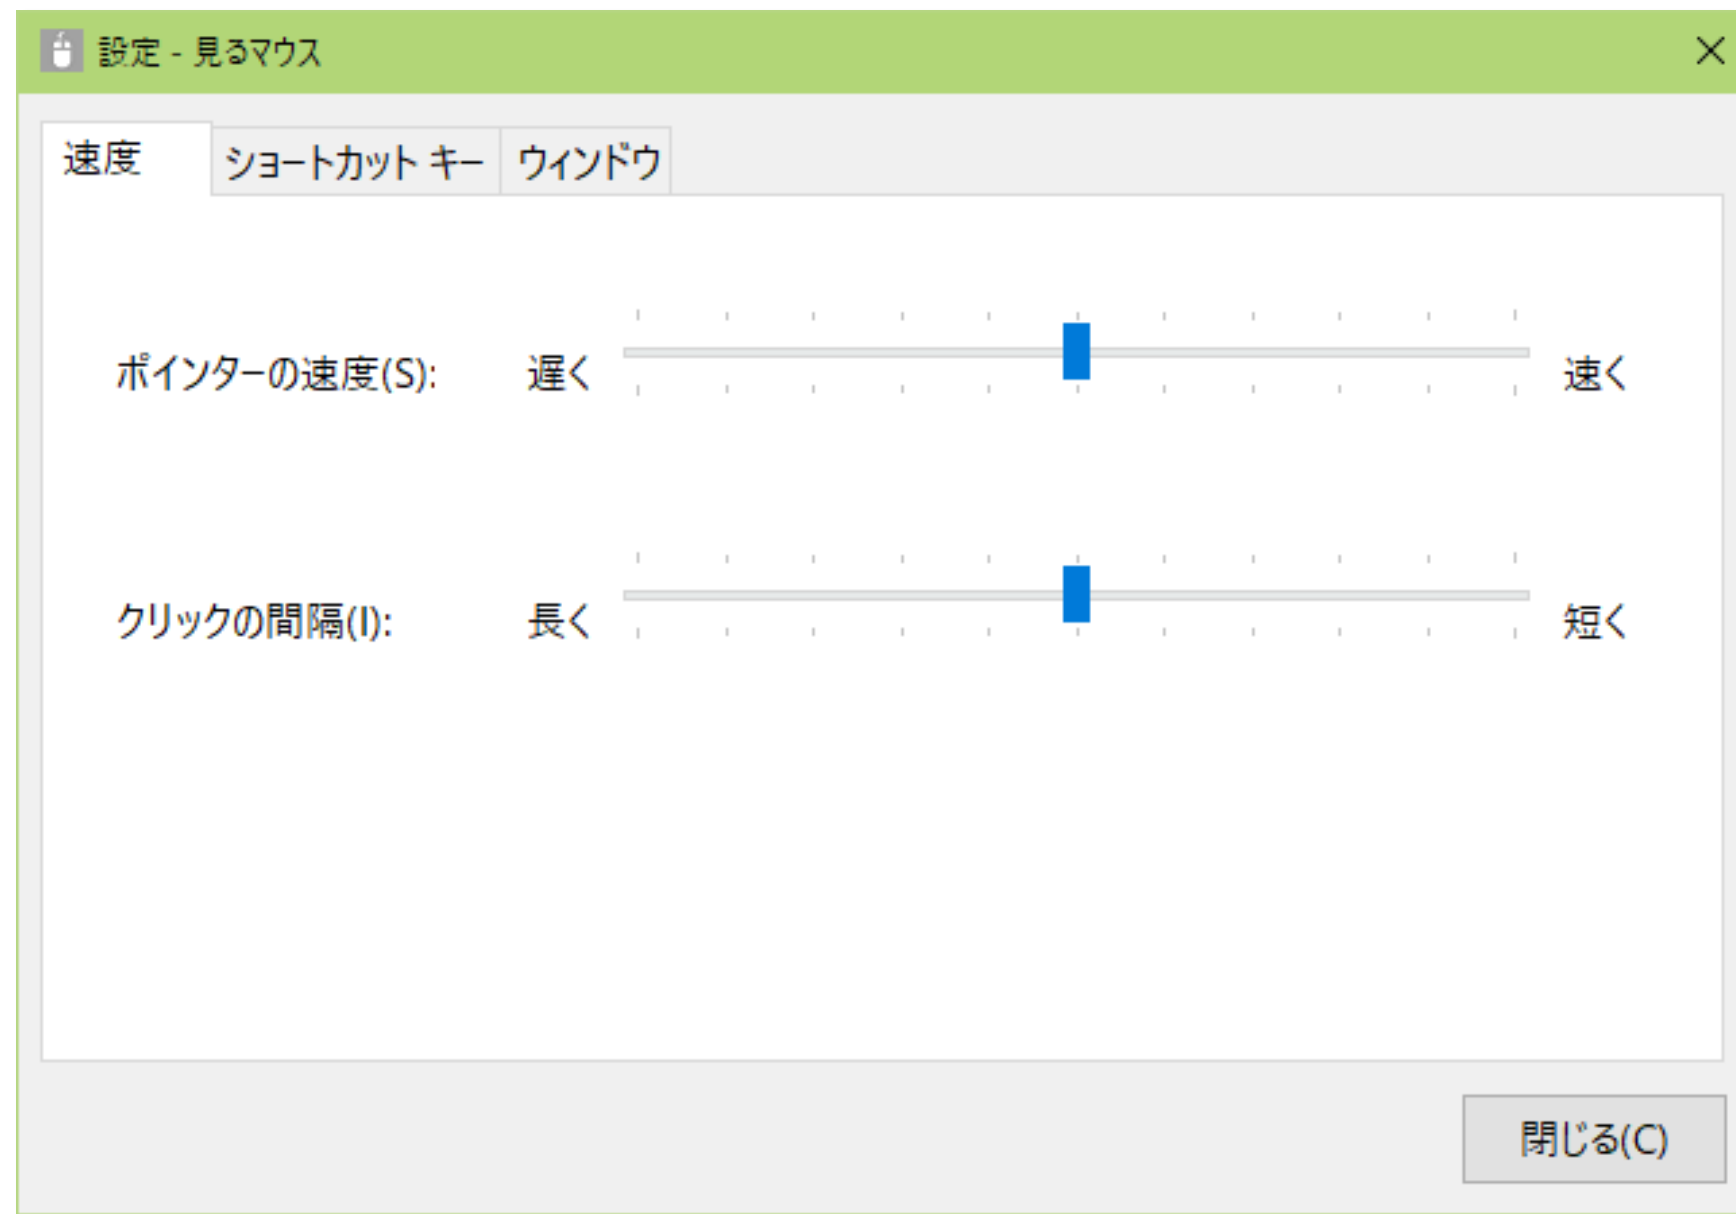 設定 - 見るマウス
速度 ショートカット キー ウィンドウ
ポインターの速度(S): 遅く 速く
クリックの間隔(I): 長く 短く
閉じる(C)